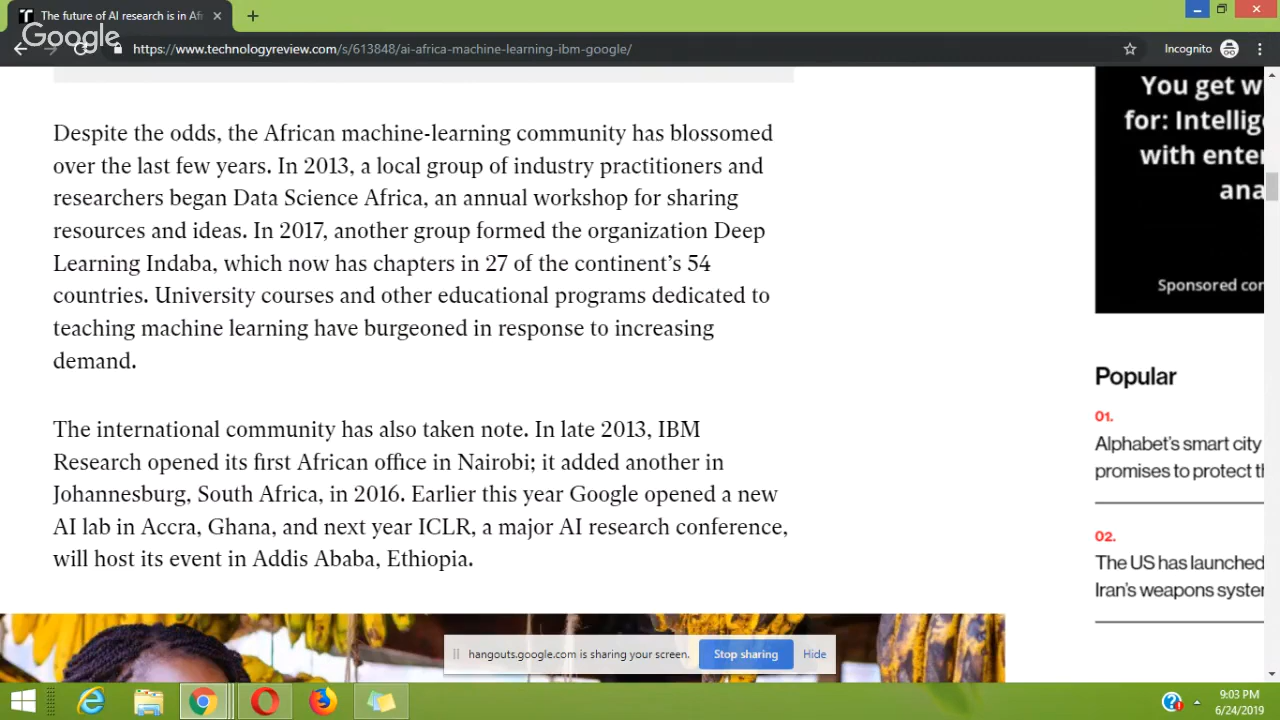 The future of AI research is in Af
Google
https://www.technologyreview.com/s/613848/ai-africa-machine-learning-ibm-google/
Incognito
Despite the odds, the African machine-learning community has blossomed
over the last few years. In 2013, a local group of industry practitioners and
researchers began Data Science Africa, an annual workshop for sharing
resources and ideas. In 2017, another group formed the organization Deep
Learning Indaba, which now has chapters in 27 of the continent's 54
countries. University courses and other educational programs dedicated to
teaching machine learning have burgeoned in response to increasing
demand.
The international community has also taken note. In late 2013, IBM
Research opened its first African office in Nairobi; it added another in
Johannesburg, South Africa, in 2016. Earlier this year Google opened a new
AI lab in Accra, Ghana, and next year ICLR, a major AI research conference,
will host its event in Addis Ababa, Ethiopia.
You get w
for: Intellig
with enter
ana
Sponsored con
Popular
01.
Alphabet's smart city
promises to protect th
02.
The US has launched
Iran's weapons system
hangouts.google.com is sharing your screen.
Stop sharing
Hide
9:03 PM
6/24/2019